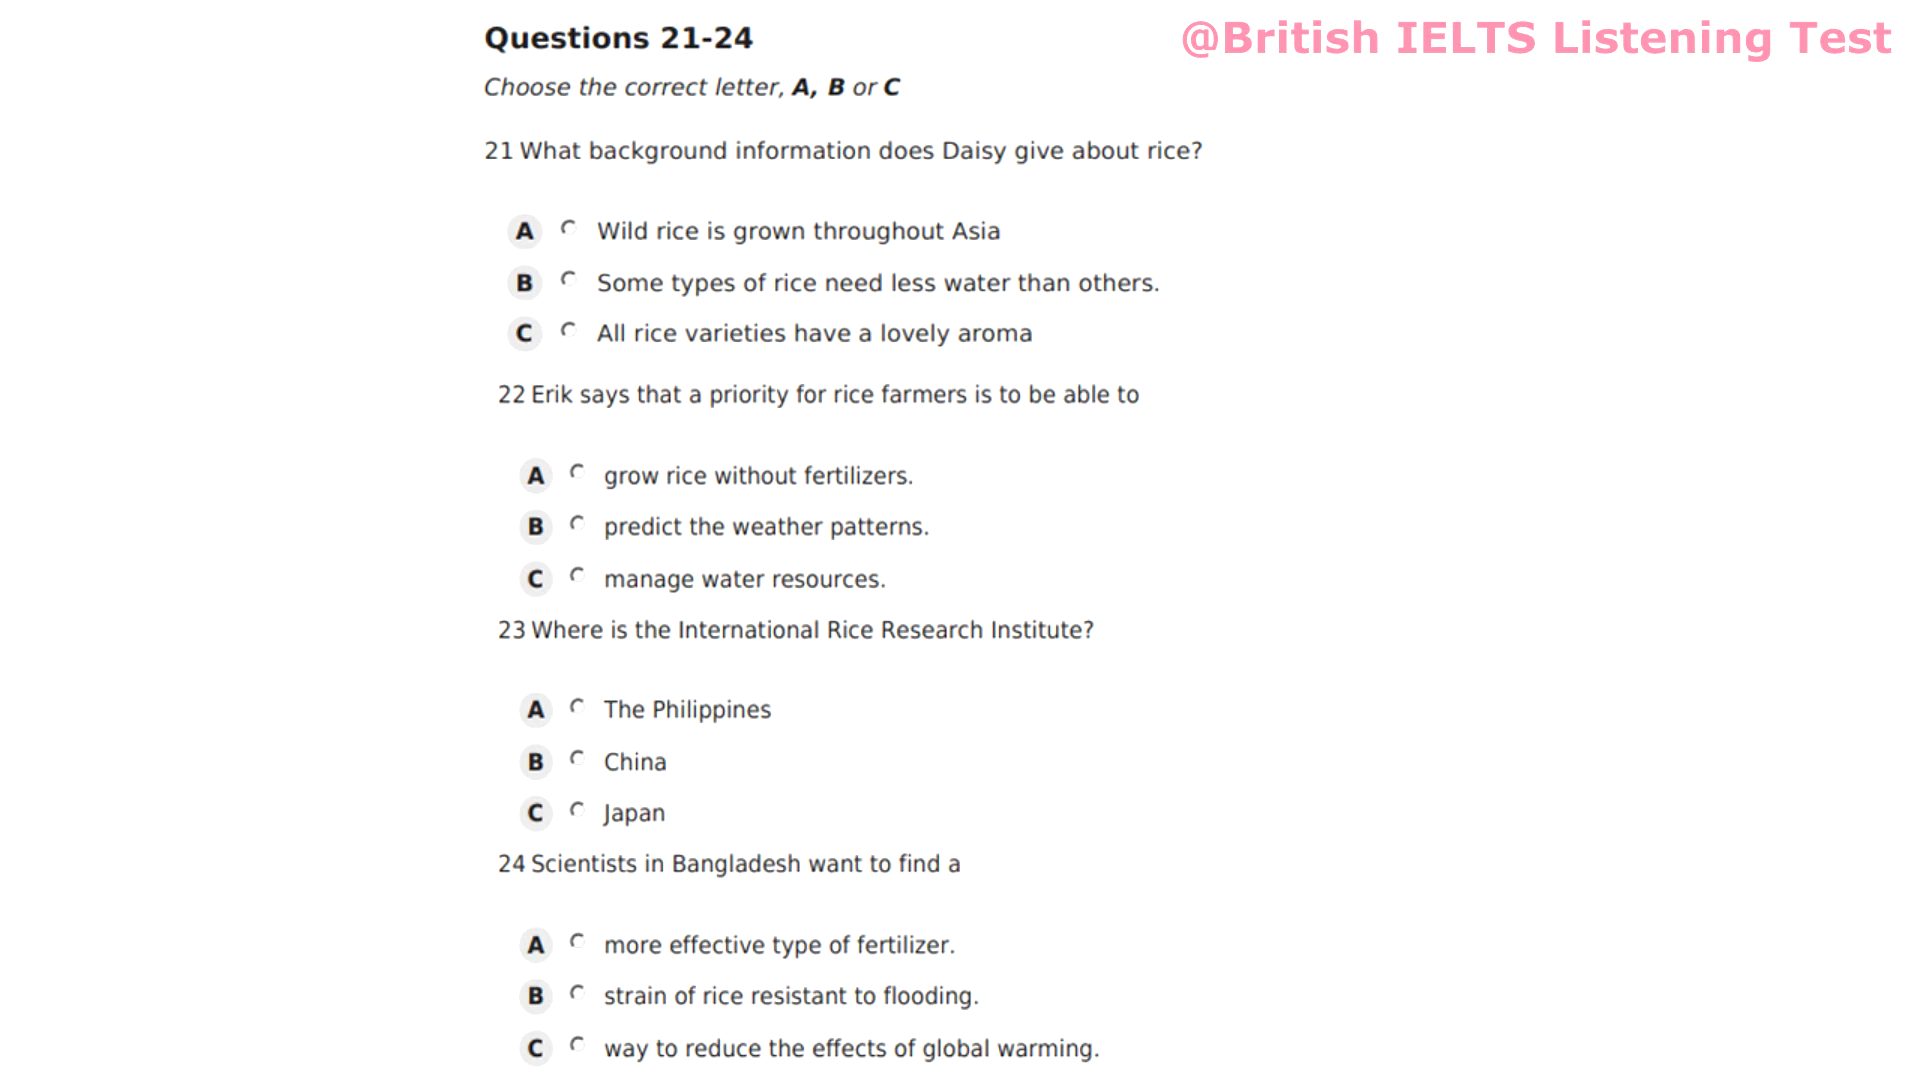 Questions 21-24
@British IELTS Listening Test
Choose the correct letter, A, B or C
21 What background information does Daisy give about rice?
A Wild rice is grown throughout Asia
B Some types of rice need less water than others.
C All rice varieties have a lovely aroma
22 Erik says that a priority for rice farmers is to be able to
A grow rice without fertilizers.
B predict the weather patterns.
C manage water resources.
23 Where is the International Rice Research Institute?
A The Philippines
B China
C Japan
24 Scientists in Bangladesh want to find a
A more effective type of fertilizer.
B strain of rice resistant to flooding.
C way to reduce the effects of global warming.